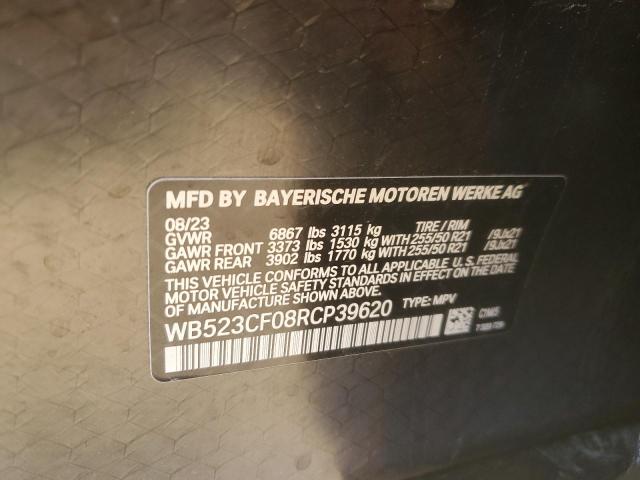 MFD BY BAYERISCHE MOTOREN WERKE AG
08/23 TIRE / RIM
GVWR 6867 lbs 3115 kg
GAWR FRONT 3373 lbs 1530 kg WITH 255/50 R21 /9Jx21
GAWR REAR 3902 lbs 1770 kg WITH 255/50 R21 /9Jx21
THIS VEHICLE CONFORMS TO ALL APPLICABLE U.S. FEDERAL
MOTOR VEHICLE SAFETY STANDARDS IN EFFECT ON THE DATE
OF MANUFACTURE SHOWN ABOVE.
WB523CF08RCP39620 TYPE: MPV